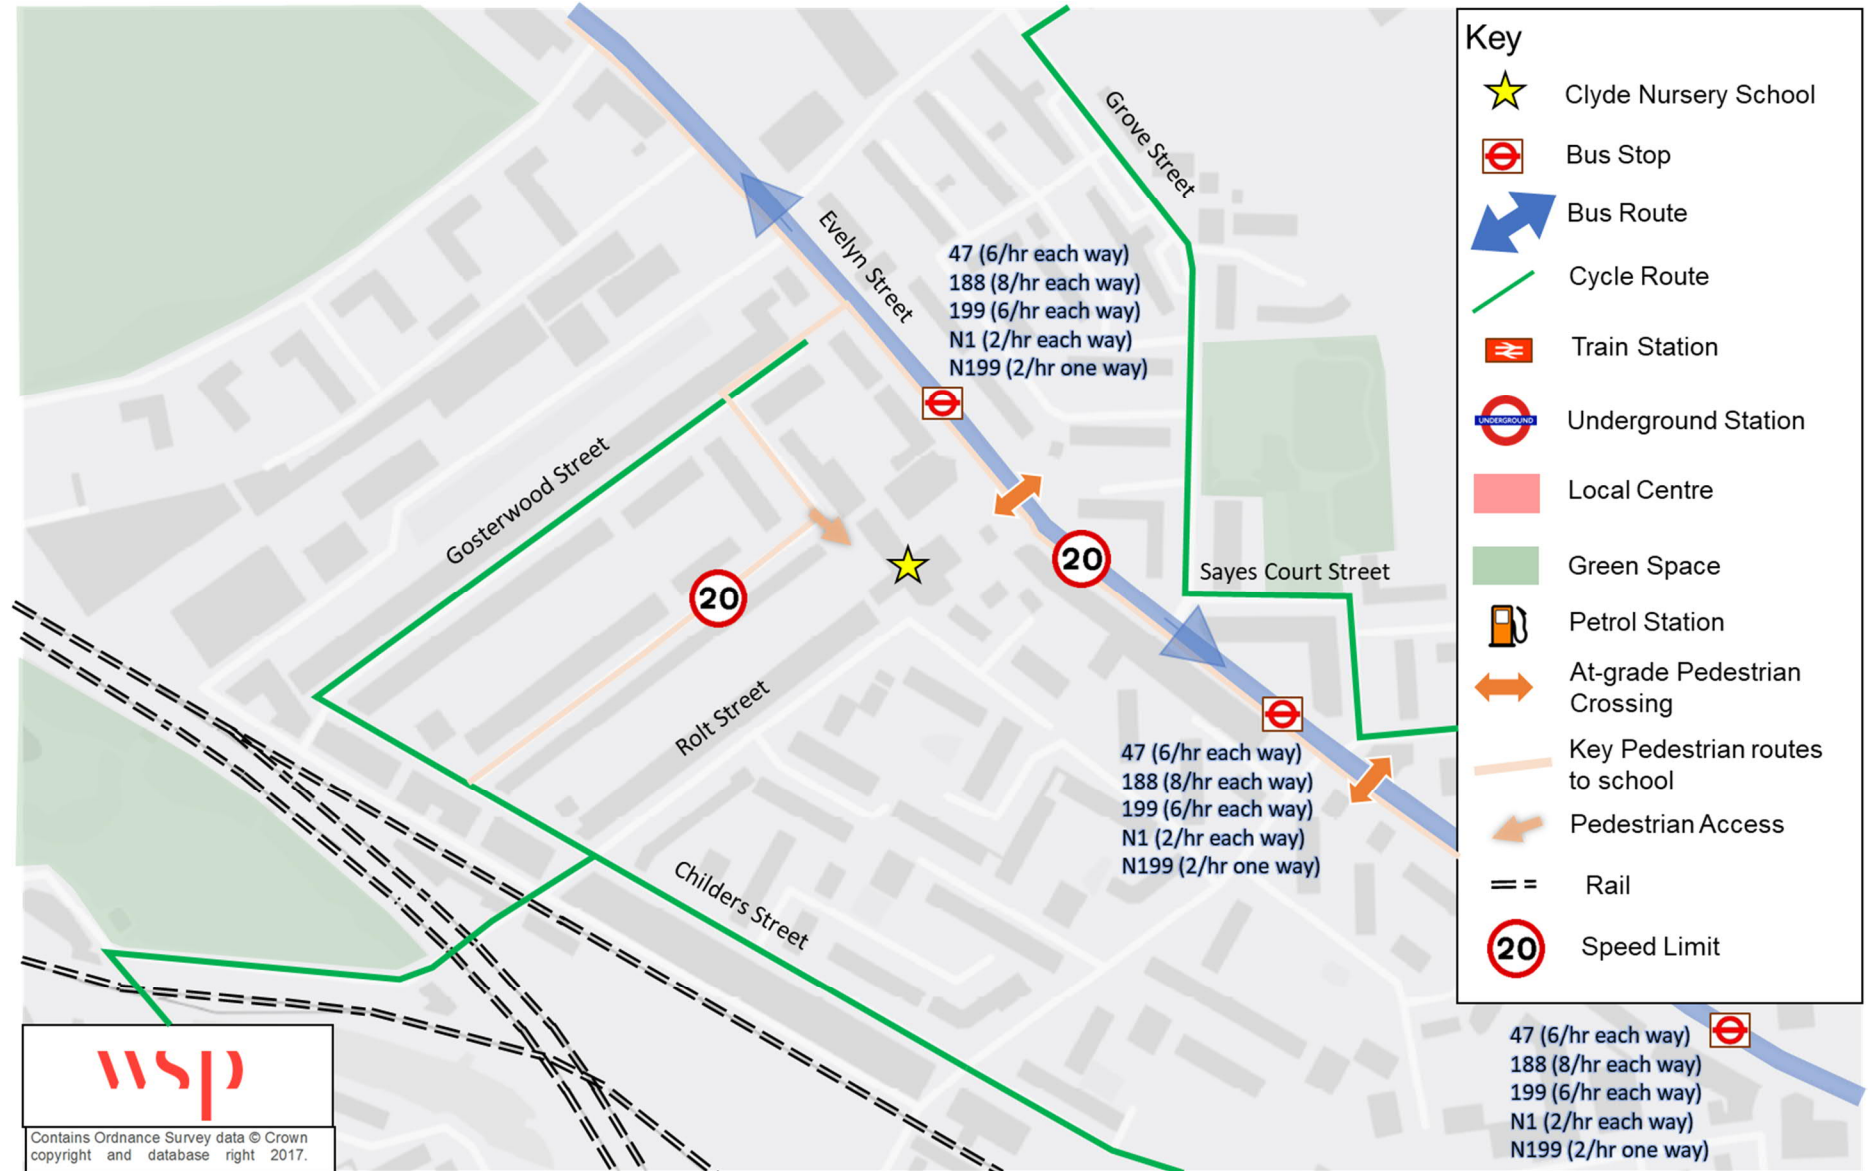 Grove Street
Evelyn Street
47 (6/hr each way)
188 (8/hr each way)
199 (6/hr each way)
N1 (2/hr each way)
N199 (2/hr one way)
Gosterwood Street
20
20
Sayes Court Street
Rolt Street
47 (6/hr each way)
188 (8/hr each way)
199 (6/hr each way)
N1 (2/hr each way)
N199 (2/hr one way)
Childers Street
47 (6/hr each way)
188 (8/hr each way)
199 (6/hr each way)
N1 (2/hr each way)
N199 (2/hr one way)
Key
Clyde Nursery School
Bus Stop
Bus Route
Cycle Route
Train Station
UNDERGROUND
Underground Station
Local Centre
Green Space
Petrol Station
At-grade Pedestrian
Crossing
Key Pedestrian routes
to school
Pedestrian Access
Rail
20
Speed Limit
wsp
Contains Ordnance Survey data © Crown
copyright and database right 2017.